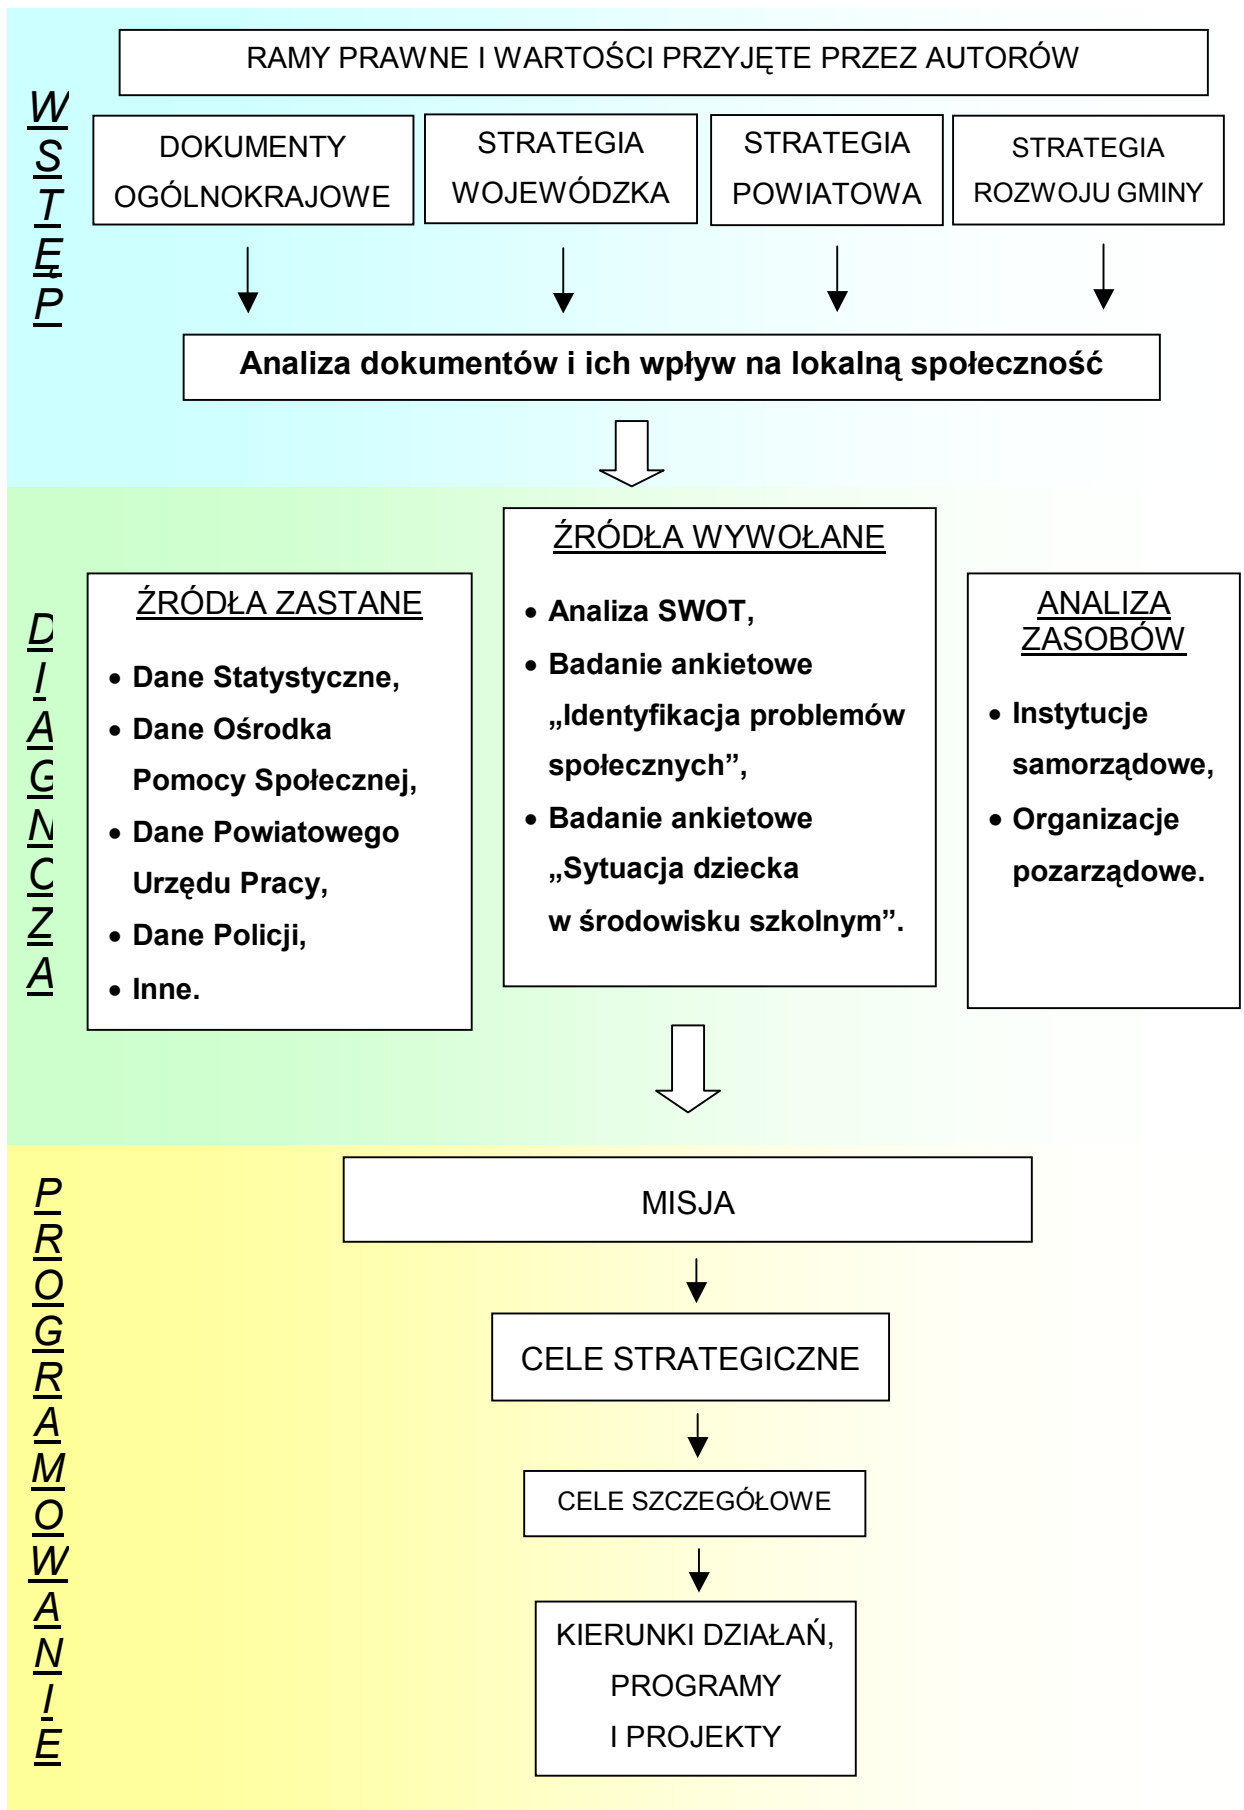 WSTĘP
RAMY PRAWNE I WARTOŚCI PRZYJĘTE PRZEZ AUTORÓW
DOKUMENTY
OGÓLNOKRAJOWE
STRATEGIA
WOJEWÓDZKA
STRATEGIA
POWIATOWA
STRATEGIA
ROZWOJU GMINY
Analiza dokumentów i ich wpływ na lokalną społeczność
DIAGNOZA
ŹRÓDŁA ZASTANE
• Dane Statystyczne,
• Dane Ośrodka
Pomocy Społecznej,
• Dane Powiatowego
Urzędu Pracy,
• Dane Policji,
• Inne.
ŹRÓDŁA WYWOŁANE
• Analiza SWOT,
• Badanie ankietowe
„Identyfikacja problemów
społecznych”,
• Badanie ankietowe
„Sytuacja dziecka
w środowisku szkolnym”.
ANALIZA
ZASOBÓW
• Instytucje
samorządowe,
• Organizacje
pozarządowe.
PROGRAMOWANIE
MISJA
CELE STRATEGICZNE
CELE SZCZEGÓŁOWE
KIERUNKI DZIAŁAŃ,
PROGRAMY
I PROJEKTY